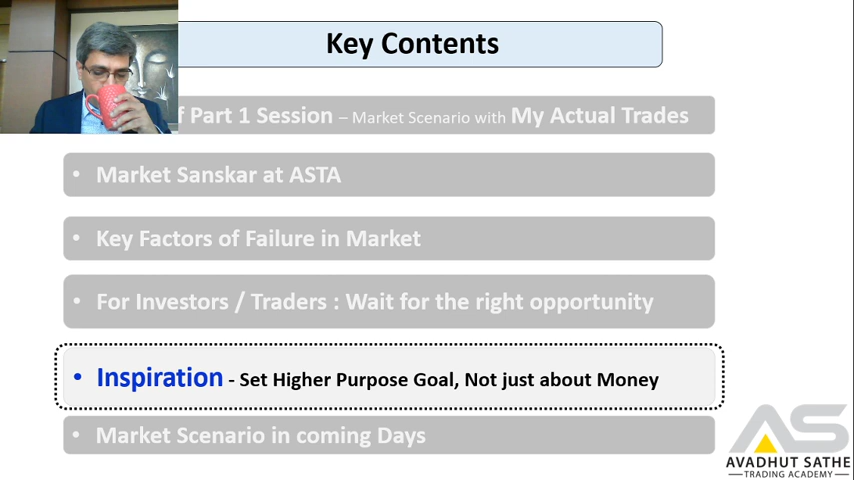 Key Contents
f Part 1 Session – Market Scenario with My Actual Trades
• Market Sanskar at ASTA
• Key Factors of Failure in Market
• For Investors / Traders : Wait for the right opportunity
• Inspiration - Set Higher Purpose Goal, Not just about Money
• Market Scenario in coming Days
AS
AVADHUT SATHE
TRADING ACADEMY